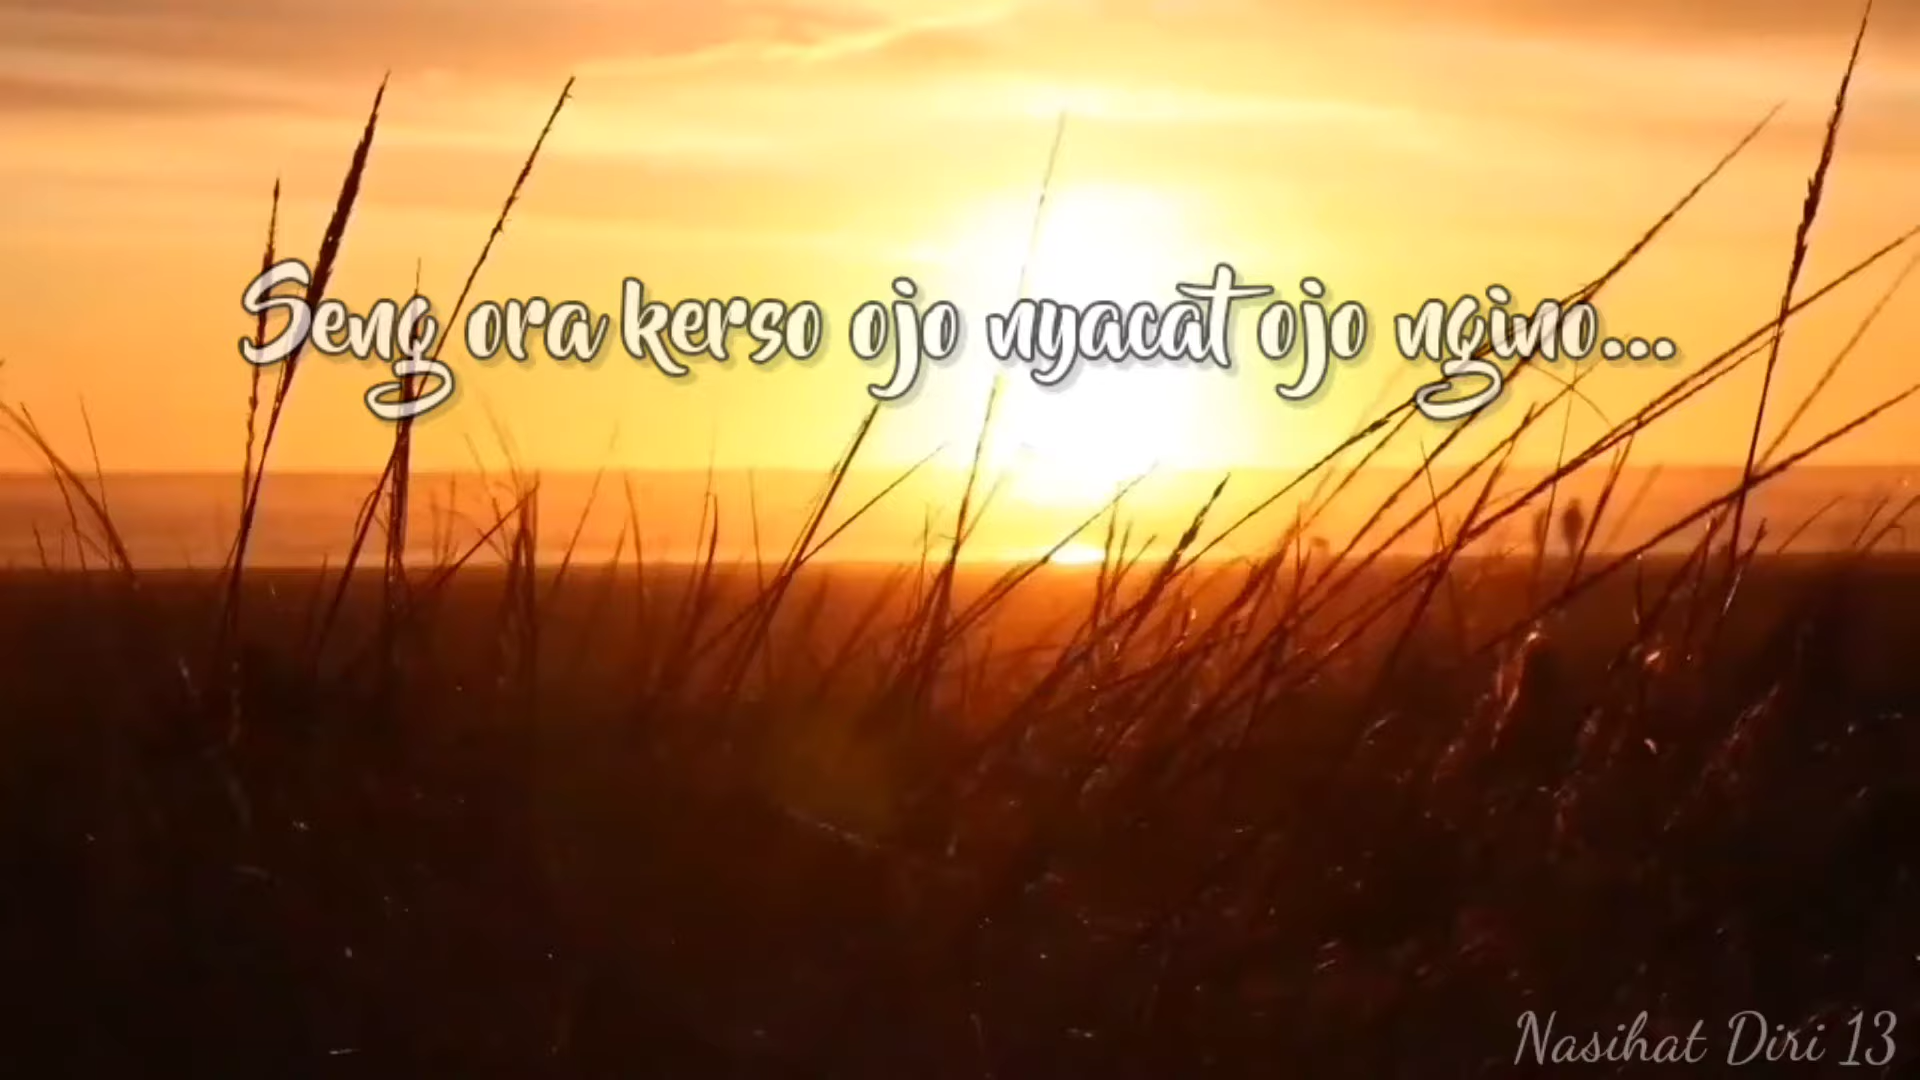 Seng ora kerso ojo nyacat ojo ngino...
Nasihat Diri 13